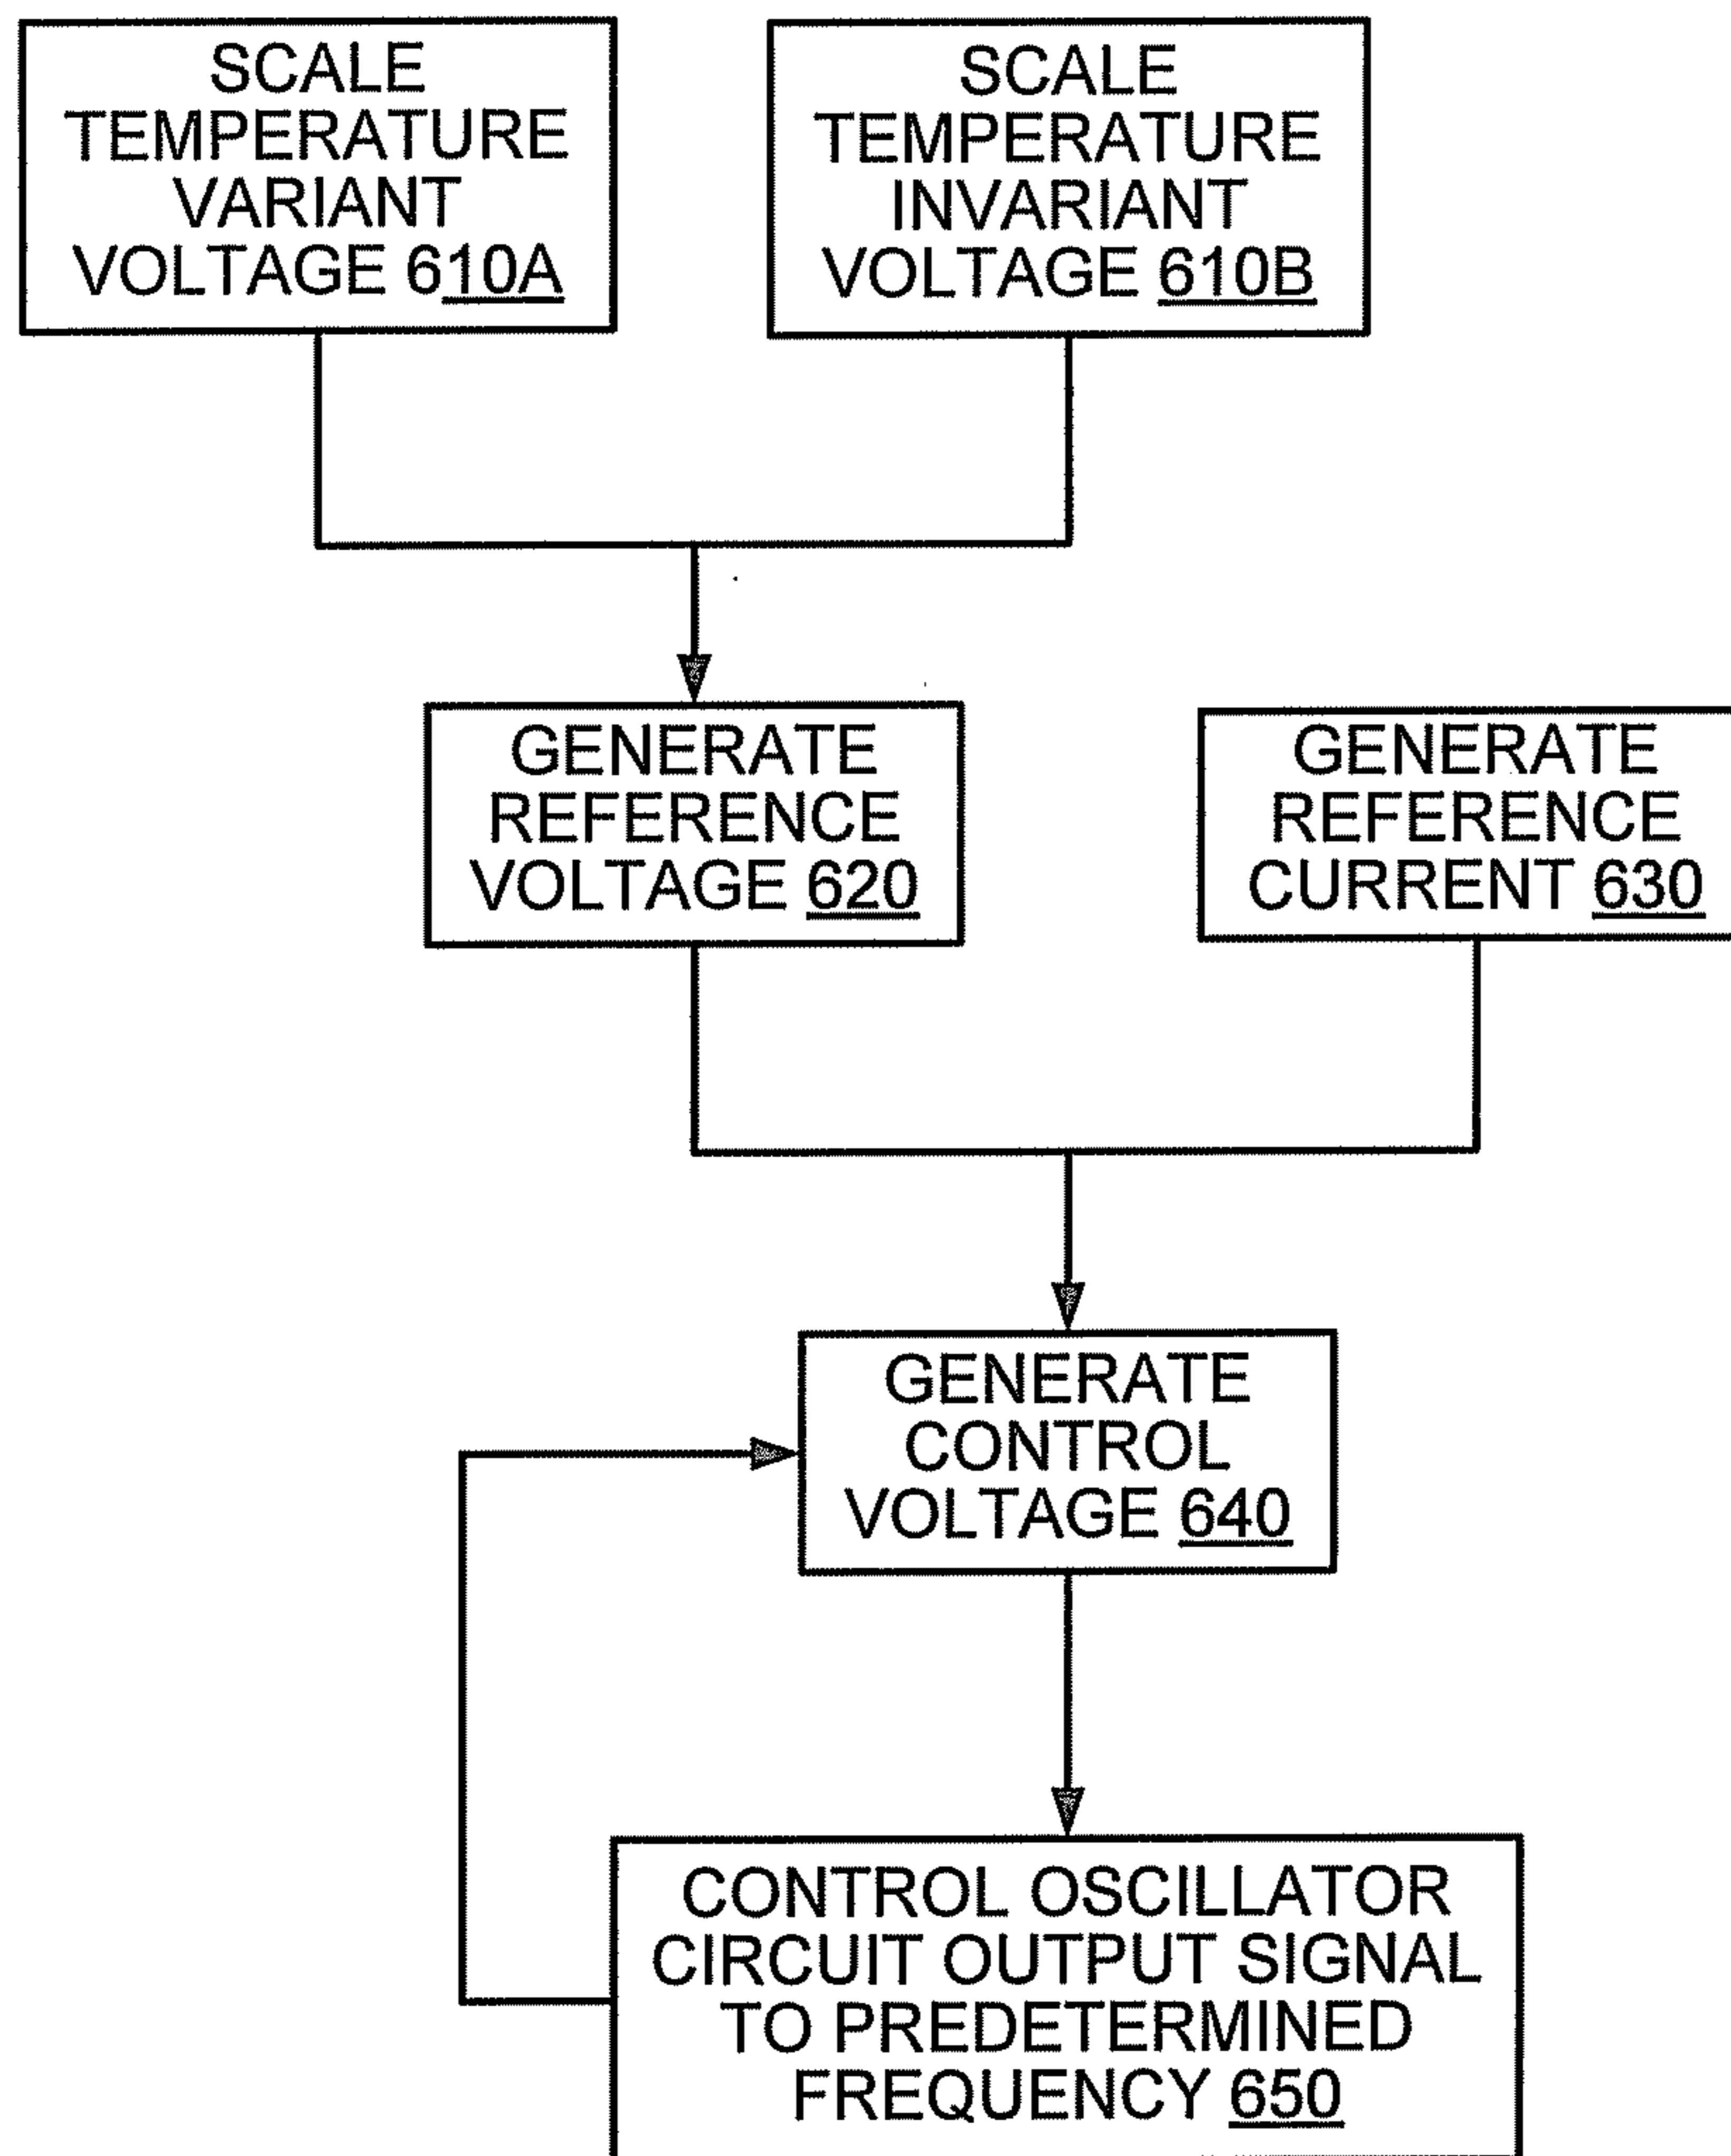 SCALE
TEMPERATURE
VARIANT
VOLTAGE 610A
SCALE
TEMPERATURE
INVARIANT
VOLTAGE 610B
GENERATE
REFERENCE
VOLTAGE 620
GENERATE
REFERENCE
CURRENT 630
GENERATE
CONTROL
VOLTAGE 640
CONTROL OSCILLATOR
CIRCUIT OUTPUT SIGNAL
TO PREDETERMINED
FREQUENCY 650